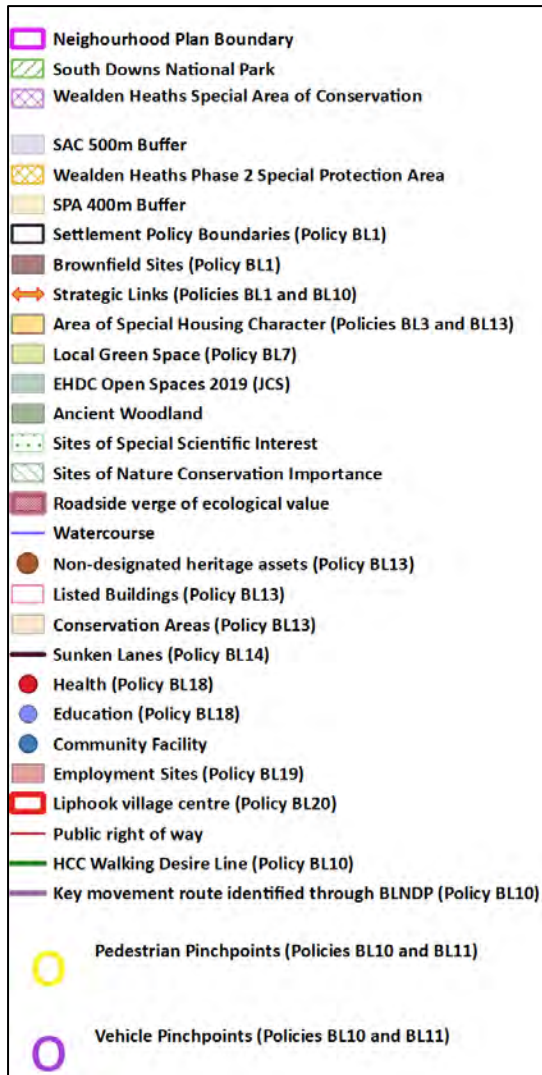 Neighourhood Plan Boundary
South Downs National Park
Wealden Heaths Special Area of Conservation
SAC 500m Buffer
Wealden Heaths Phase 2 Special Protection Area
SPA 400m Buffer
Settlement Policy Boundaries (Policy BL1)
Brownfield Sites (Policy BL1)
Strategic Links (Policies BL1 and BL10)
Area of Special Housing Character (Policies BL3 and BL13)
Local Green Space (Policy BL7)
EHDC Open Spaces 2019 (JCS)
Ancient Woodland
Sites of Special Scientific Interest
Sites of Nature Conservation Importance
Roadside verge of ecological value
Watercourse
Non-designated heritage assets (Policy BL13)
Listed Buildings (Policy BL13)
Conservation Areas (Policy BL13)
Sunken Lanes (Policy BL14)
Health (Policy BL18)
Education (Policy BL18)
Community Facility
Employment Sites (Policy BL19)
Liphook village centre (Policy BL20)
Public right of way
HCC Walking Desire Line (Policy BL10)
Key movement route identified through BLNDP (Policy BL10)
Pedestrian Pinchpoints (Policies BL10 and BL11)
Vehicle Pinchpoints (Policies BL10 and BL11)